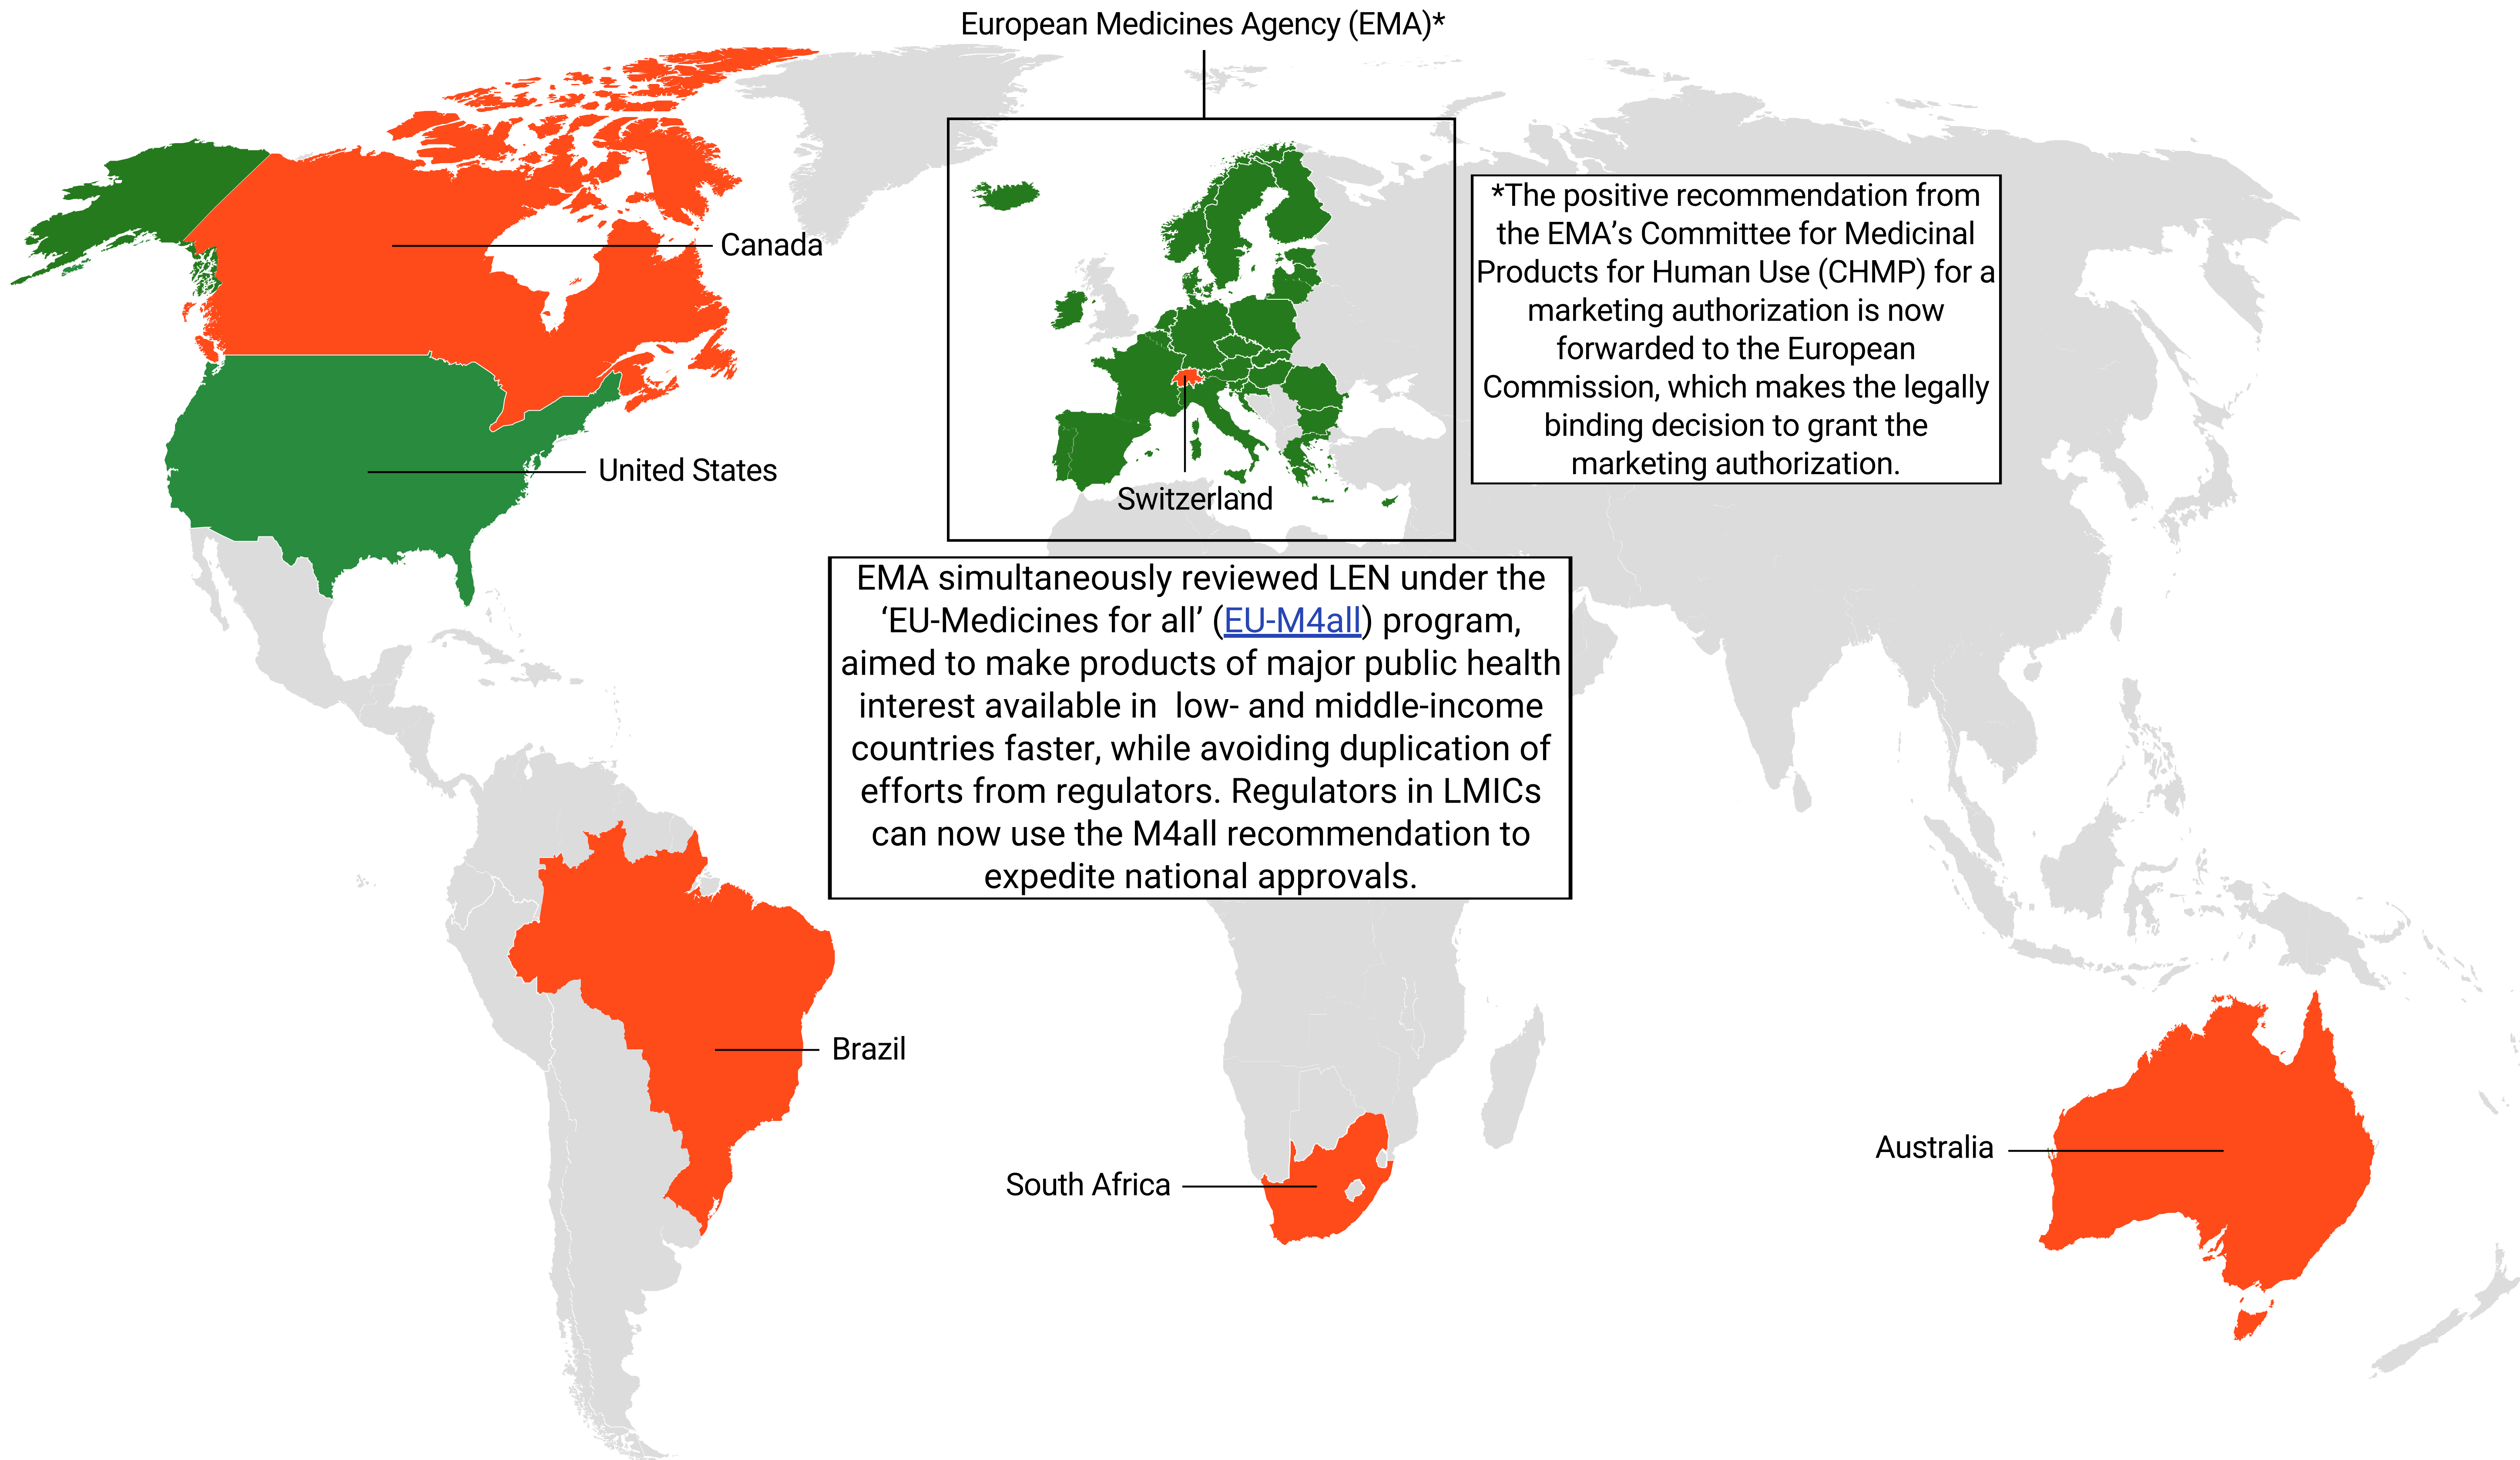 European Medicines Agency (EMA)*
*The positive recommendation from
the EMA’s Committee for Medicinal
Products for Human Use (CHMP) for a
marketing authorization is now
forwarded to the European
Commission, which makes the legally
binding decision to grant the
marketing authorization.
Canada
United States
Switzerland
EMA simultaneously reviewed LEN under the
‘EU-Medicines for all’ (EU-M4all) program,
aimed to make products of major public health
interest available in  low- and middle-income
countries faster, while avoiding duplication of
efforts from regulators. Regulators in LMICs
can now use the M4all recommendation to
expedite national approvals.
Brazil
South Africa
Australia